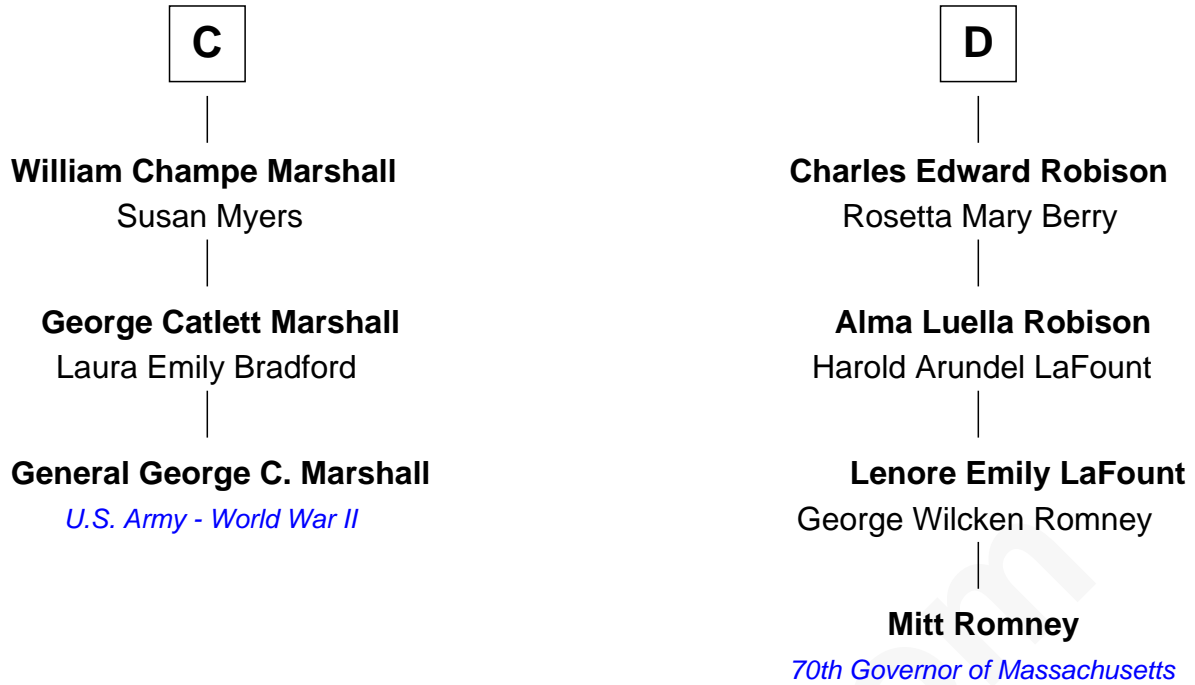 C
William Champe Marshall
Susan Myers
George Catlett Marshall
Laura Emily Bradford
General George C. Marshall
U.S. Army - World War II
D
Charles Edward Robison
Rosetta Mary Berry
Alma Luella Robison
Harold Arundel LaFount
Lenore Emily LaFount
George Wilcken Romney
Mitt Romney
70th Governor of Massachusetts
om